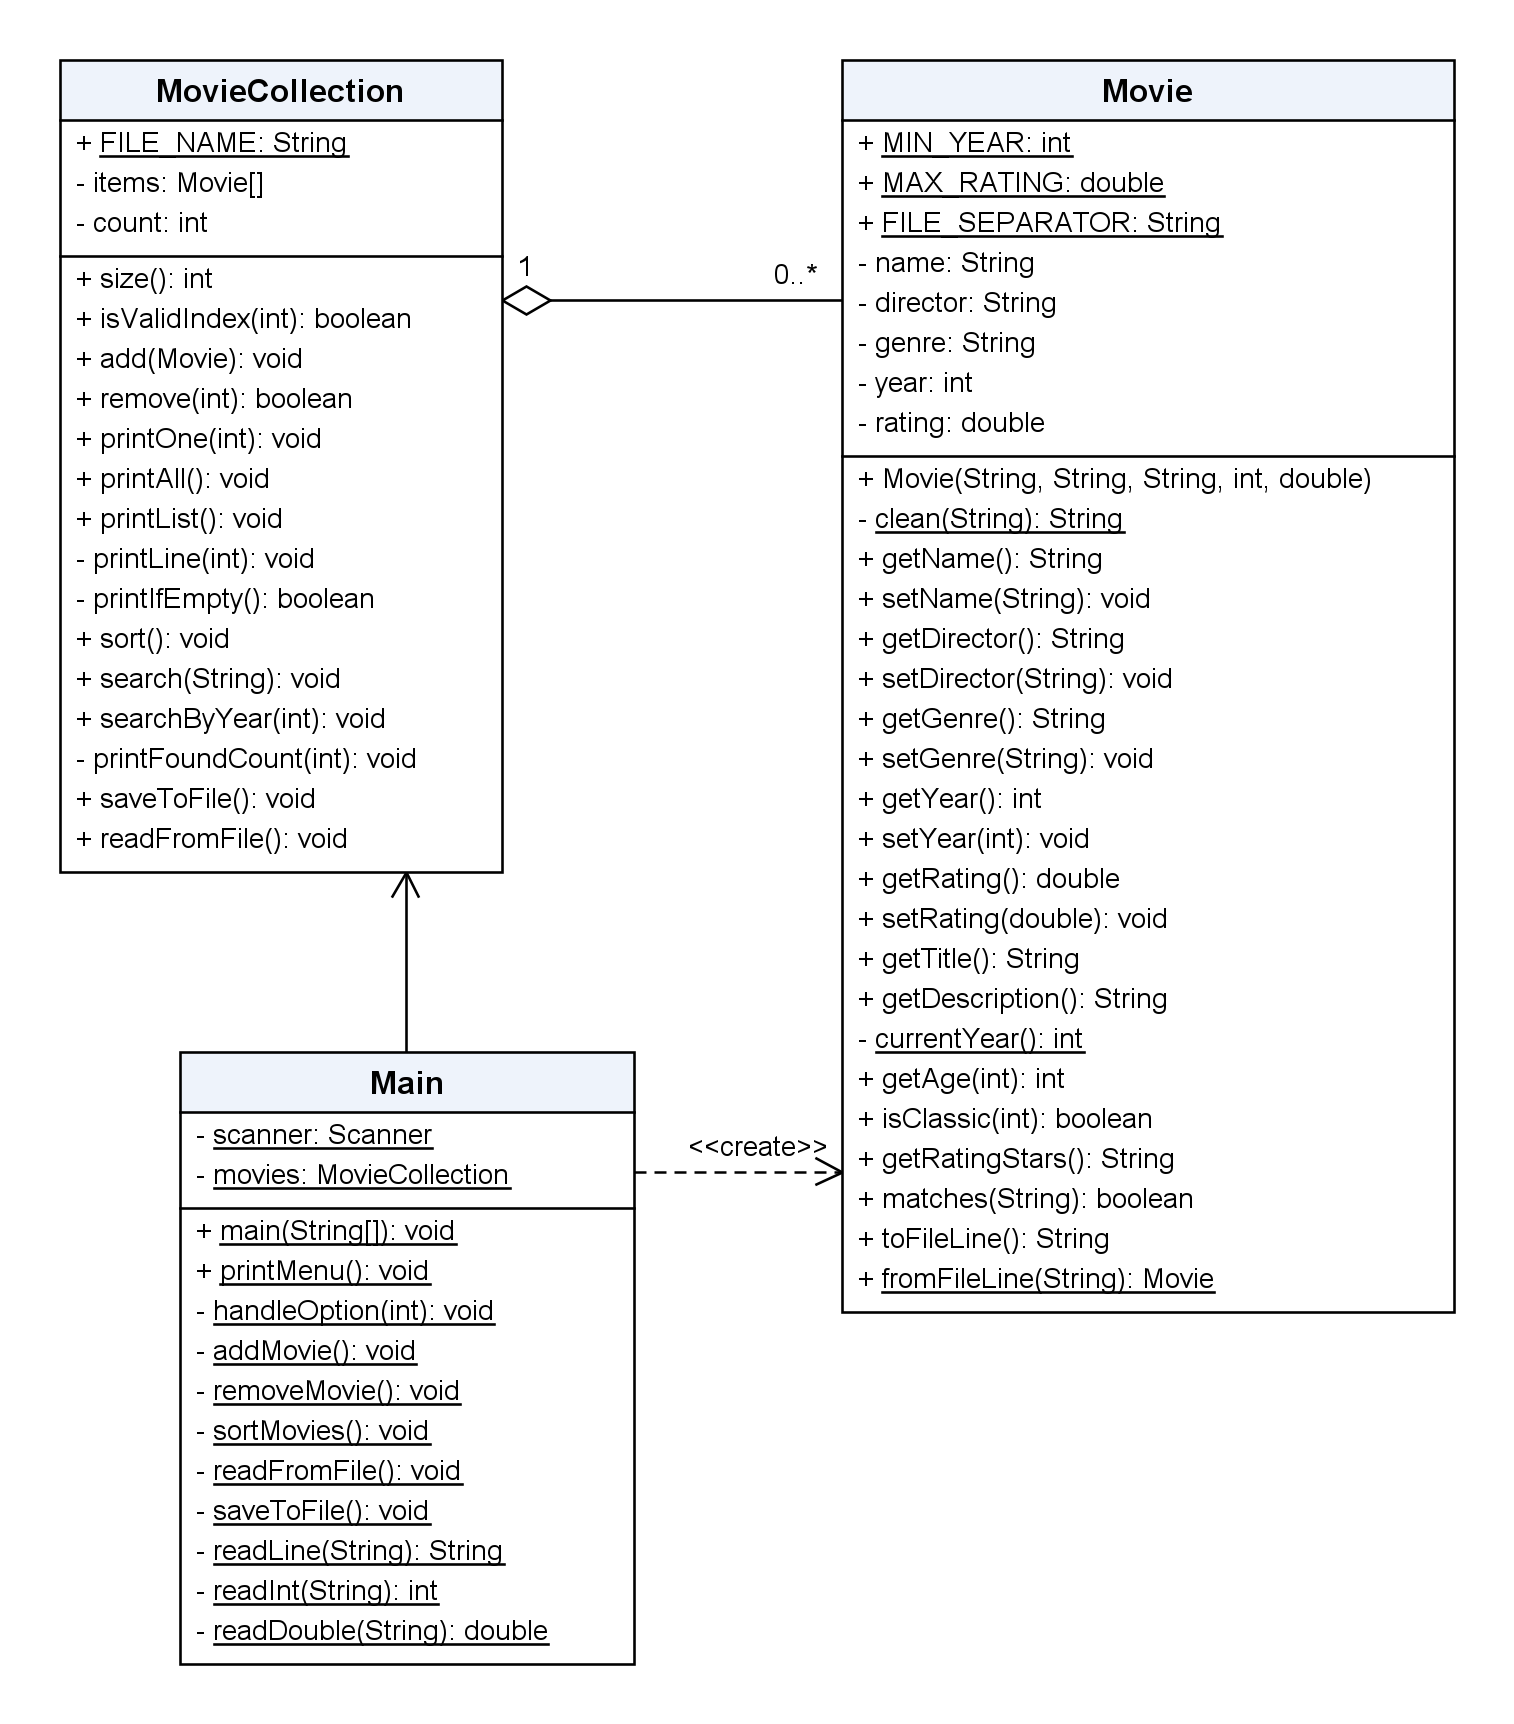 MovieCollection
+ FILE_NAME: String
- items: Movie[]
- count: int
+ size(): int
+ isValidIndex(int): boolean
+ add(Movie): void
+ remove(int): boolean
+ printOne(int): void
+ printAll(): void
+ printList(): void
- printLine(int): void
- printIfEmpty(): boolean
+ sort(): void
+ search(String): void
+ searchByYear(int): void
- printFoundCount(int): void
+ saveToFile(): void
+ readFromFile(): void
1
0..*
Movie
+ MIN_YEAR: int
+ MAX_RATING: double
+ FILE_SEPARATOR: String
- name: String
- director: String
- genre: String
- year: int
- rating: double
+ Movie(String, String, String, int, double)
- clean(String): String
+ getName(): String
+ setName(String): void
+ getDirector(): String
+ setDirector(String): void
+ getGenre(): String
+ setGenre(String): void
+ getYear(): int
+ setYear(int): void
+ getRating(): double
+ setRating(double): void
+ getTitle(): String
+ getDescription(): String
- currentYear(): int
+ getAge(int): int
+ isClassic(int): boolean
+ getRatingStars(): String
+ matches(String): boolean
+ toFileLine(): String
+ fromFileLine(String): Movie
Main
- scanner: Scanner
- movies: MovieCollection
+ main(String[]): void
+ printMenu(): void
- handleOption(int): void
- addMovie(): void
- removeMovie(): void
- sortMovies(): void
- readFromFile(): void
- saveToFile(): void
- readLine(String): String
- readInt(String): int
- readDouble(String): double
<<create>>